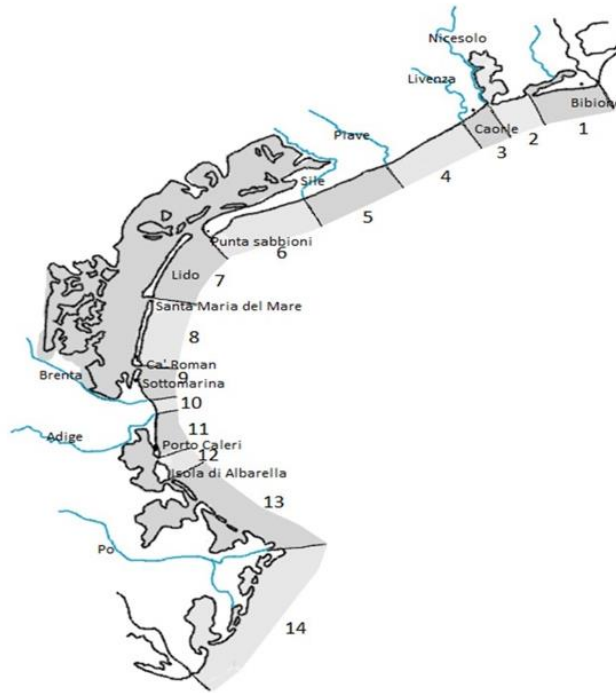 Nicesolo
Livenza
Bibione
Caorle
1
2
3
Piave
4
Sile
5
Punta sabbioni
6
Lido
7
Santa Maria del Mare
8
Ca' Roman
Brenta
9
Sottomarina
10
Adige
11
Porto Caleri
12
Isola di Albarella
13
Po
14